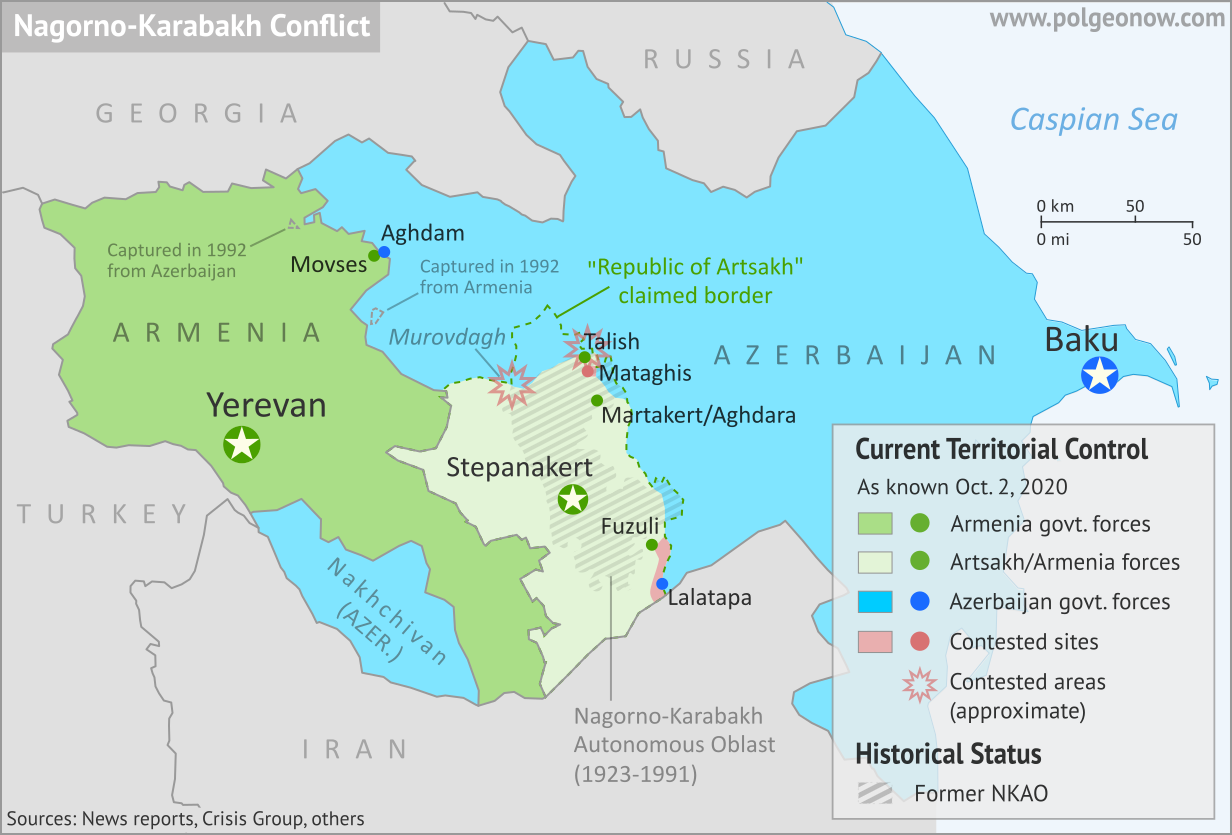 Nagorno-Karabakh Conflict
www.polgeonow.com
RUSSIA
GEORGIA
Caspian Sea
0 km 50
0 mi 50
Captured in 1992
from Azerbaijan
Aghdam
Movses
Captured in 1992
from Armenia
"Republic of Artsakh"
claimed border
ARMENIA
Murovdagh
Talish
AZERBAIJAN
Baku
Mataghis
Yerevan
Martakert/Aghdara
Stepanakert
TURKEY
Fuzuli
Nakhchivan
(AZER.)
Lalatapa
Nagorno-Karabakh
Autonomous Oblast
(1923-1991)
IRAN
Current Territorial Control
As known Oct. 2, 2020
Armenia govt. forces
Artsakh/Armenia forces
Azerbaijan govt. forces
Contested sites
Contested areas
(approximate)
Historical Status
Former NKAO
Sources: News reports, Crisis Group, others